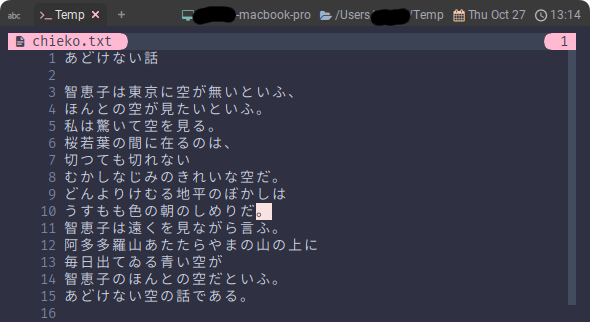 abc >_ Temp × + -macbook-pro /Users /Temp Thu Oct 27 13:14
chieko.txt 1
1 あどけない話
2
3 智恵子は東京に空が無いといふ、
4 ほんとの空が見たいといふ。
5 私は驚いて空を見る。
6 桜若葉の間に在るのは、
7 切つても切れない
8 むかしなじみのきれいな空だ。
9 どんよりけむる地平のぼかしは
10 うすもも色の朝のしめりだ。
11 智恵子は遠くを見ながら言ふ。
12 阿多多羅山あたたらやまの山の上に
13 毎日出てゐる青い空が
14 智恵子のほんとの空だといふ。
15 あどけない空の話である。
16